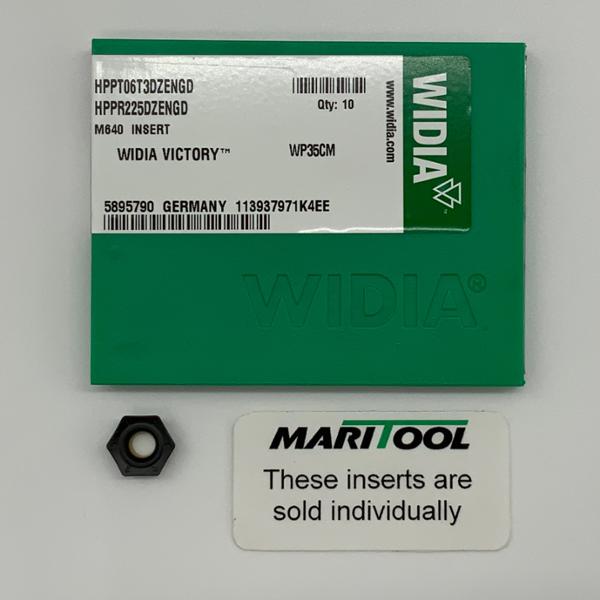 HPPT06T3DZENGD
HPPR225DZENGD
M640 INSERT
Qty: 10
WIDIA VICTORY™
WP35CM
5895790 GERMANY 113937971K4EE
WIDIA™
www.widia.com
WIDIA®
MARITOOL
These inserts are
sold individually